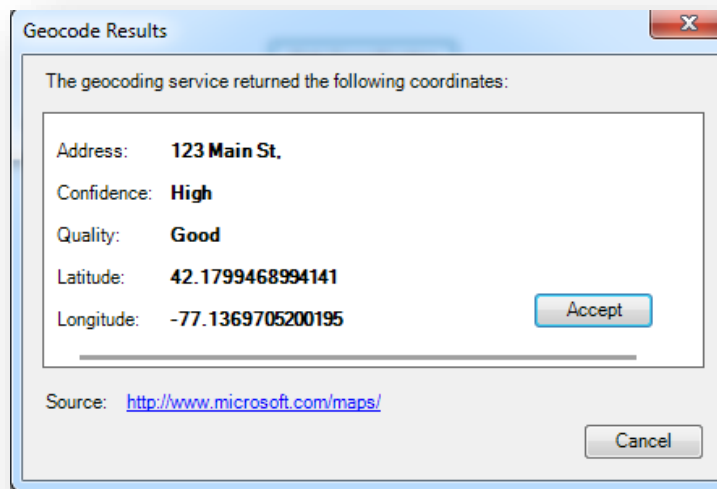 Geocode Results
The geocoding service returned the following coordinates:
Address: 123 Main St,
Confidence: High
Quality: Good
Latitude: 42.1799468994141
Longitude: -77.1369705200195
Accept
Source: http://www.microsoft.com/maps/
Cancel